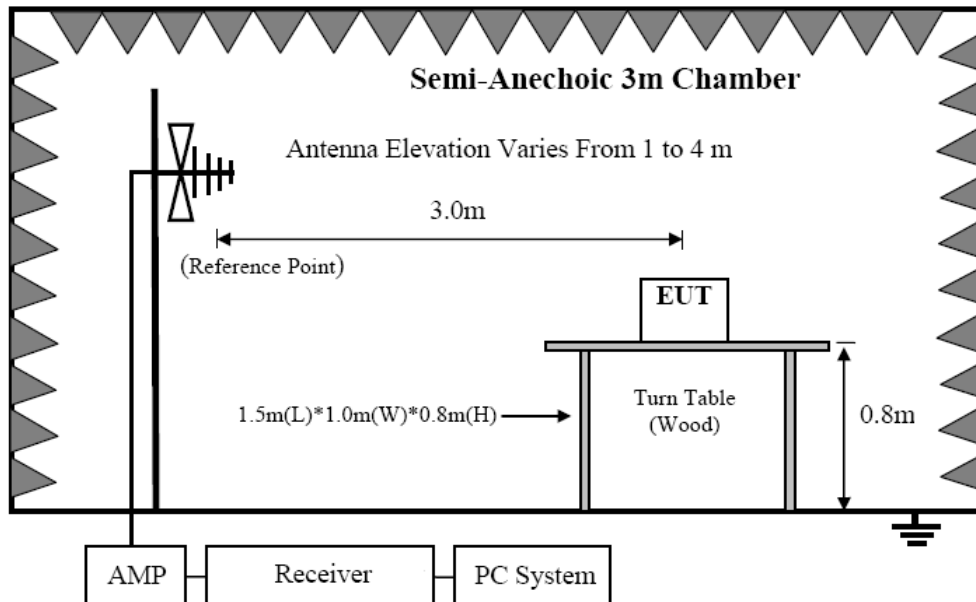 Semi-Anechoic 3m Chamber
Antenna Elevation Varies From 1 to 4 m
3.0m
(Reference Point)
EUT
1.5m(L)*1.0m(W)*0.8m(H)
Turn Table
(Wood)
0.8m
AMP
Receiver
PC System